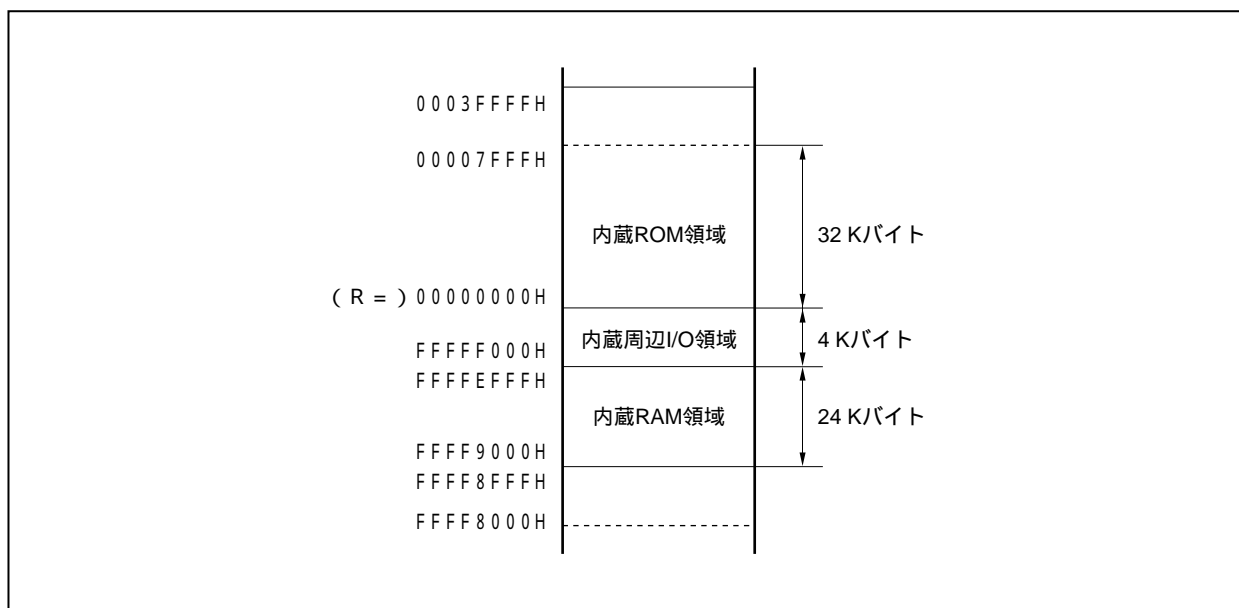 0003FFFFH
00007FFFH
内蔵ROM領域
32 Kバイト
( R = ) 00000000H
内蔵周辺I/O領域
4 Kバイト
FFFFF000H
FFFFEFFFH
内蔵RAM領域
24 Kバイト
FFFF9000H
FFFF8FFFH
FFFF8000H